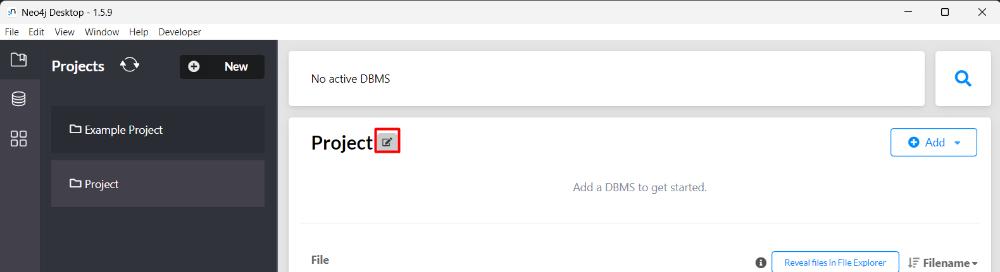 Neo4j Desktop - 1.5.9
File Edit View Window Help Developer
Projects New
Example Project
Project
No active DBMS
Project
Add
Add a DBMS to get started.
File
Reveal files in File Explorer Filename